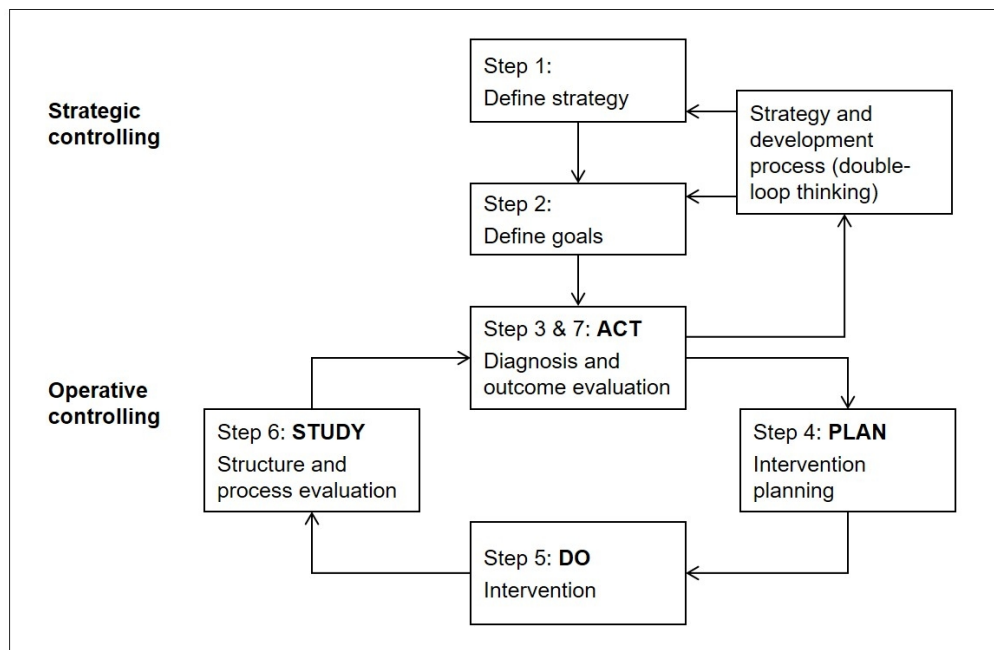 Strategic
controlling
Step 1:
Define strategy
Strategy and
development
process (double-
loop thinking)
Step 2:
Define goals
Operative
controlling
Step 3 & 7: ACT
Diagnosis and
outcome evaluation
Step 6: STUDY
Structure and
process evaluation
Step 4: PLAN
Intervention
planning
Step 5: DO
Intervention